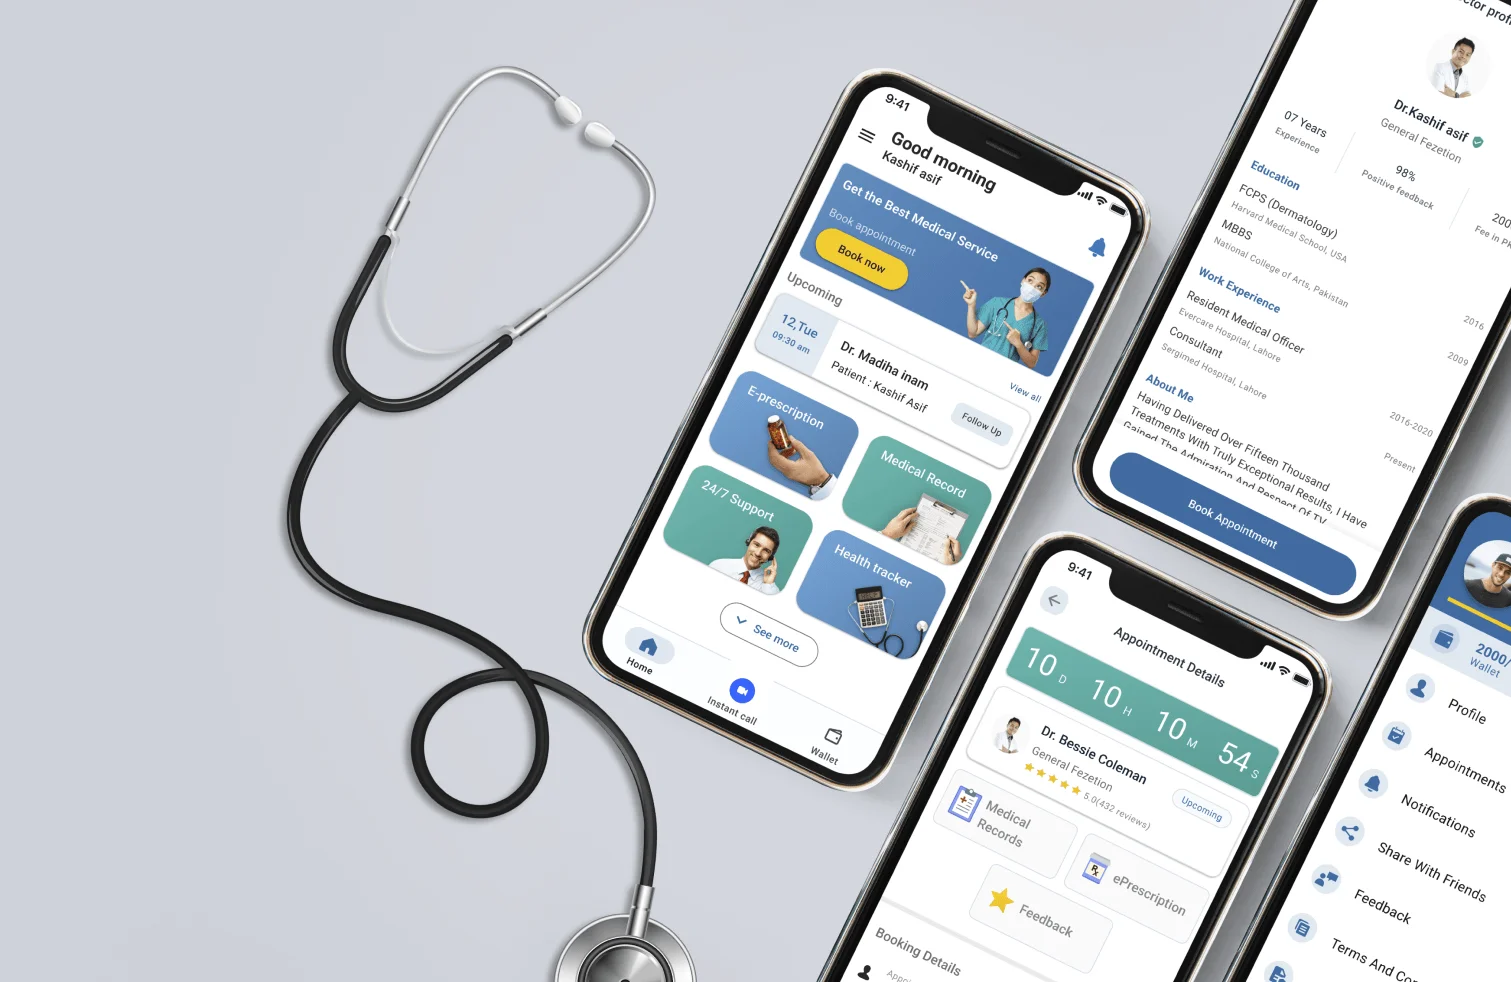 9:41
Good morning
Kashif asif
Get the Best Medical Service
Book appointment
Book now
Upcoming
View all
12,Tue
09:30 am
Dr. Madiha inam
Patient : Kashif Asif
Follow Up
E-prescription
Medical Record
24/7 Support
Health tracker
See more
Home
Instant call
Wallet
Dr.Kashif asif
General Fezetion
07 Years
Experience
98%
Positive feedback
Fee in
Education
FCPS (Dermatology)
Harvard Medical School, USA
2016
MBBS
National College of Arts, Pakistan
2009
Work Experience
Resident Medical Officer
Evercare Hospital, Lahore
2016-2020
Consultant
Sergimed Hospital, Lahore
Present
About Me
Having Delivered Over Fifteen Thousand
Treatments With Truly Exceptional Results, I Have
Gained The Admiration And Respect Of TV
Book Appointment
9:41
Appointment Details
10 D 10 H 10 M 54 S
Dr. Bessie Coleman
General Fezetion
5.0(432 reviews)
Upcoming
Medical
Records
ePrescription
Feedback
Booking Details
2000/
Wallet
Profile
Appointments
Notifications
Share With Friends
Feedback
Terms And